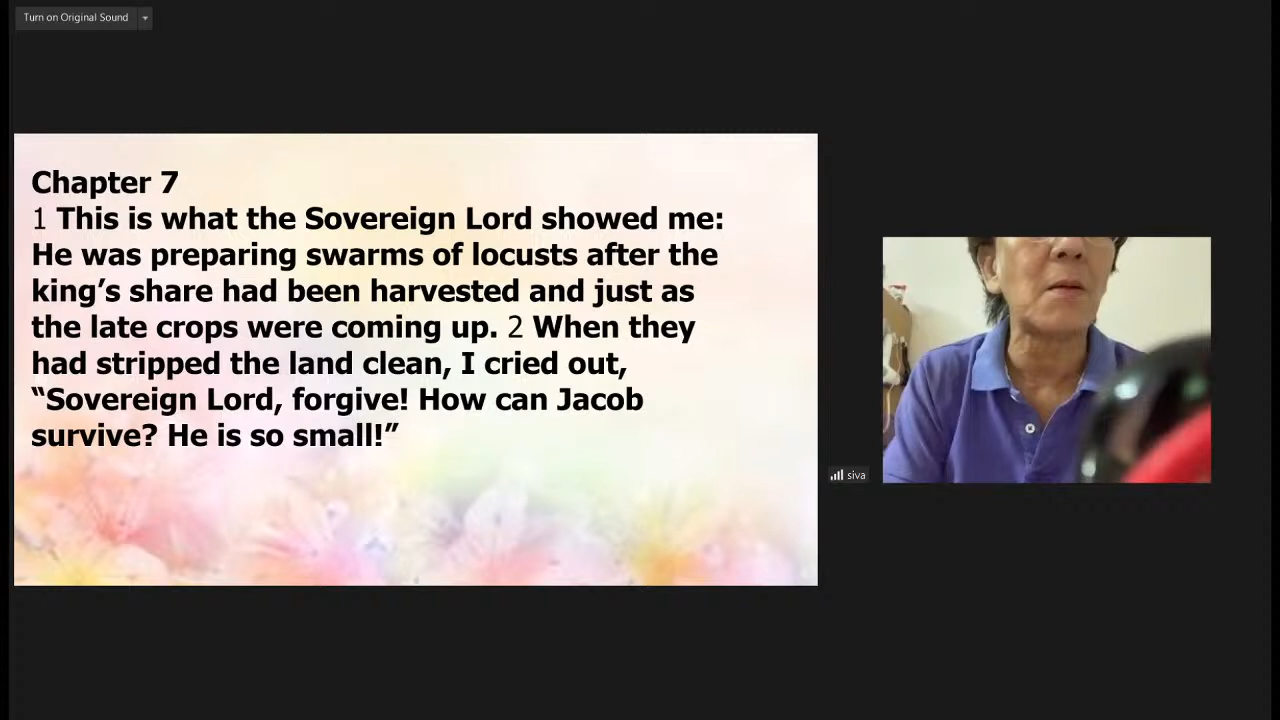 Turn on Original Sound
Chapter 7
1 This is what the Sovereign Lord showed me:
He was preparing swarms of locusts after the
king’s share had been harvested and just as
the late crops were coming up. 2 When they
had stripped the land clean, I cried out,
“Sovereign Lord, forgive! How can Jacob
survive? He is so small!”
siva